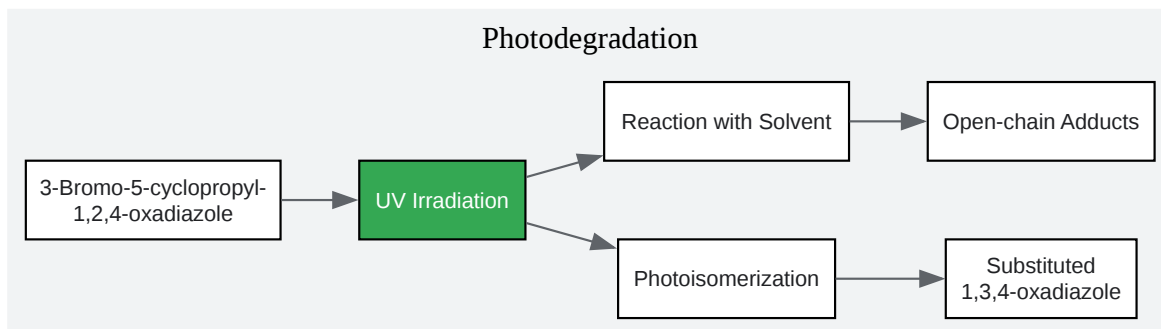 Photodegradation
3-Bromo-5-cyclopropyl-
1,2,4-oxadiazole
UV Irradiation
Reaction with Solvent
Open-chain Adducts
Photoisomerization
Substituted
1,3,4-oxadiazole